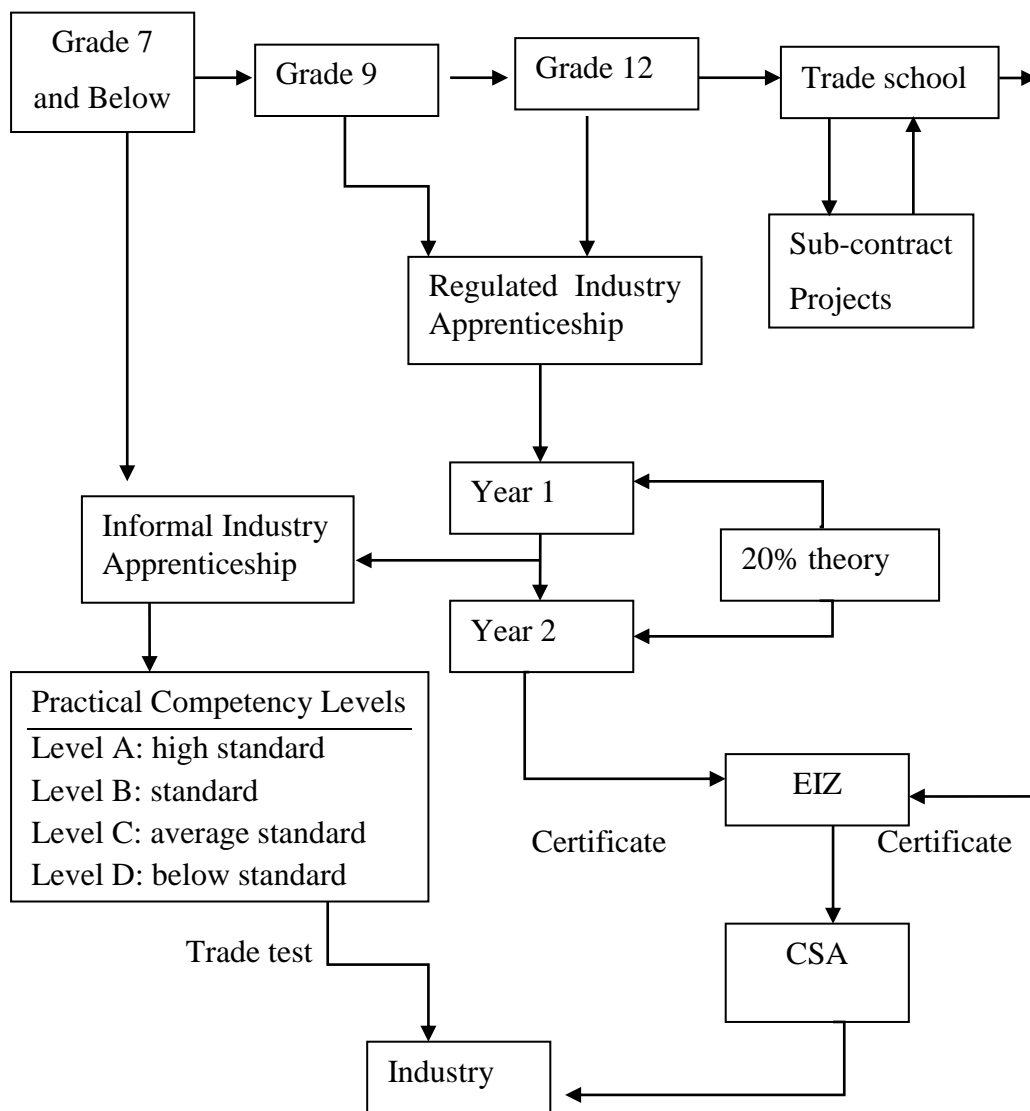 Grade 7
and Below
Grade 9
Grade 12
Trade school
Sub-contract
Projects
Regulated Industry
Apprenticeship
Year 1
Informal Industry
Apprenticeship
20% theory
Year 2
Practical Competency Levels
Level A: high standard
Level B: standard
Level C: average standard
Level D: below standard
EIZ
Certificate
Certificate
Trade test
CSA
Industry